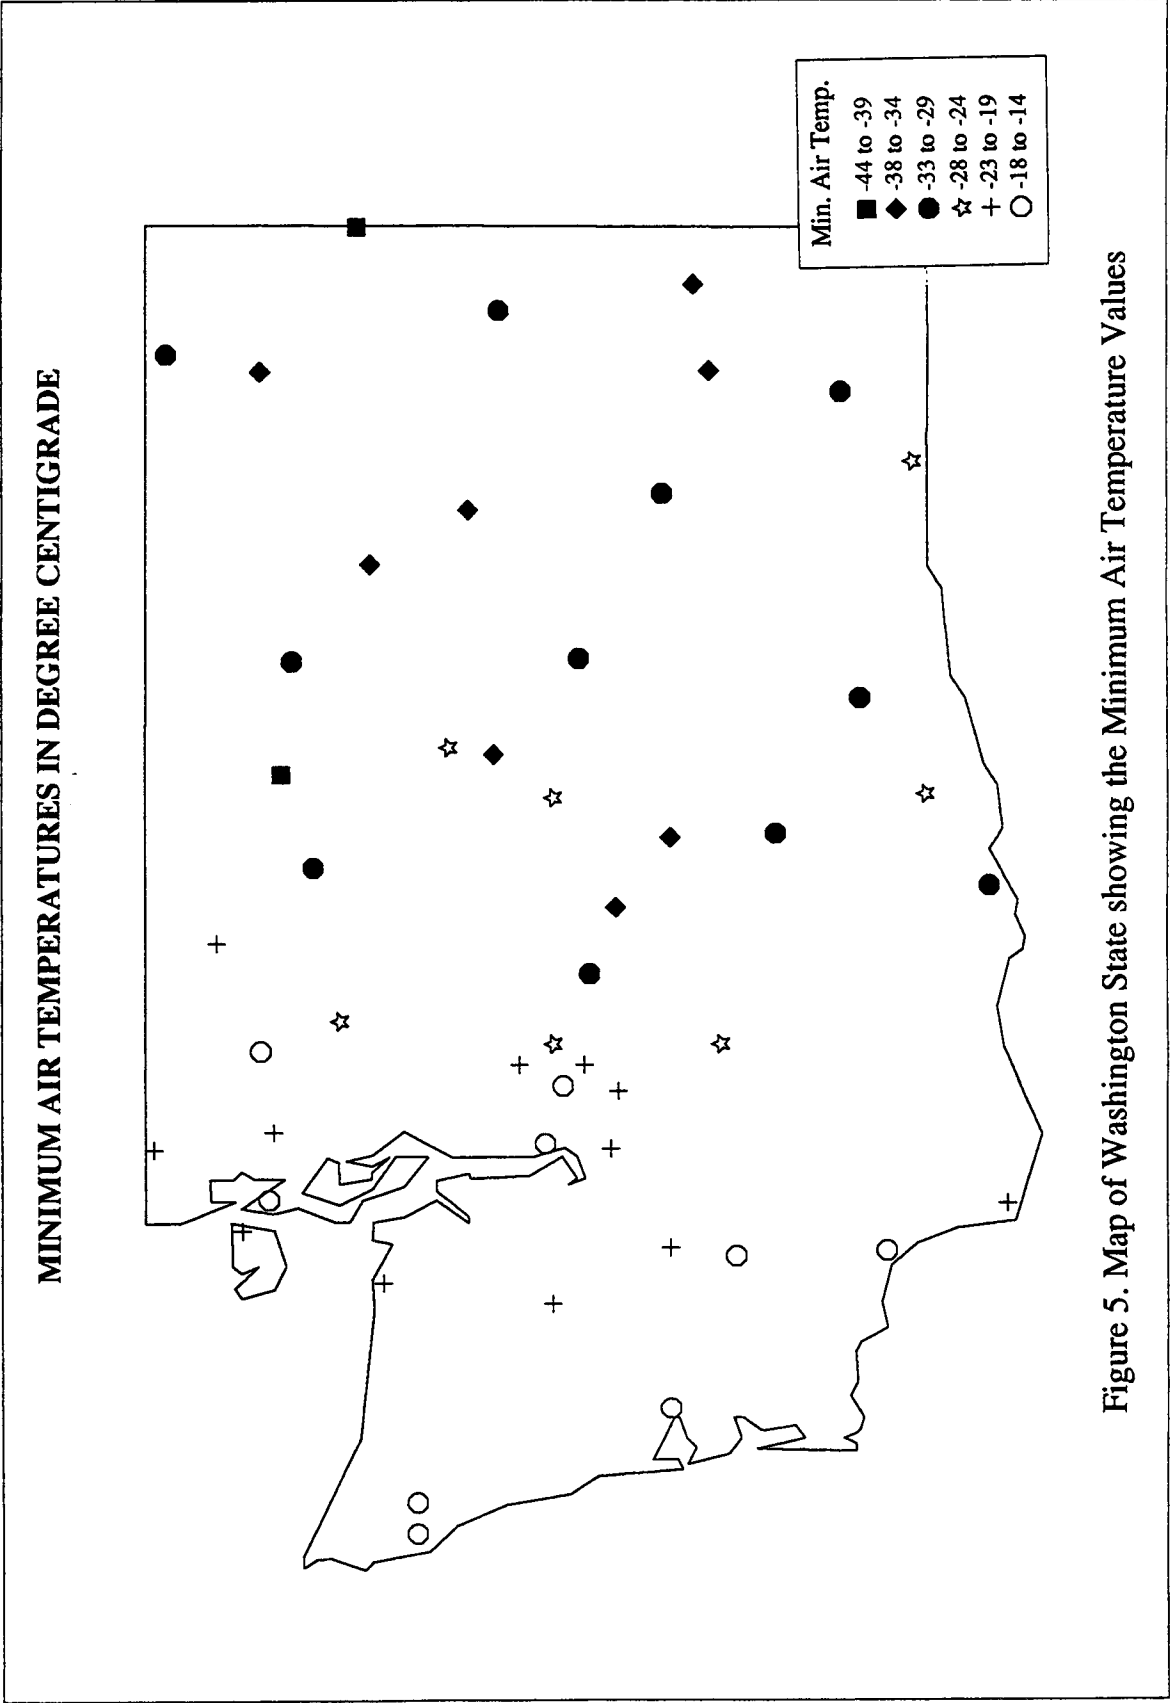 MINIMUM AIR TEMPERATURES IN DEGREE CENTIGRADE
Min. Air Temp.
-44 to -39
-38 to -34
-33 to -29
-28 to -24
-23 to -19
-18 to -14
Figure 5. Map of Washington State showing the Minimum Air Temperature Values